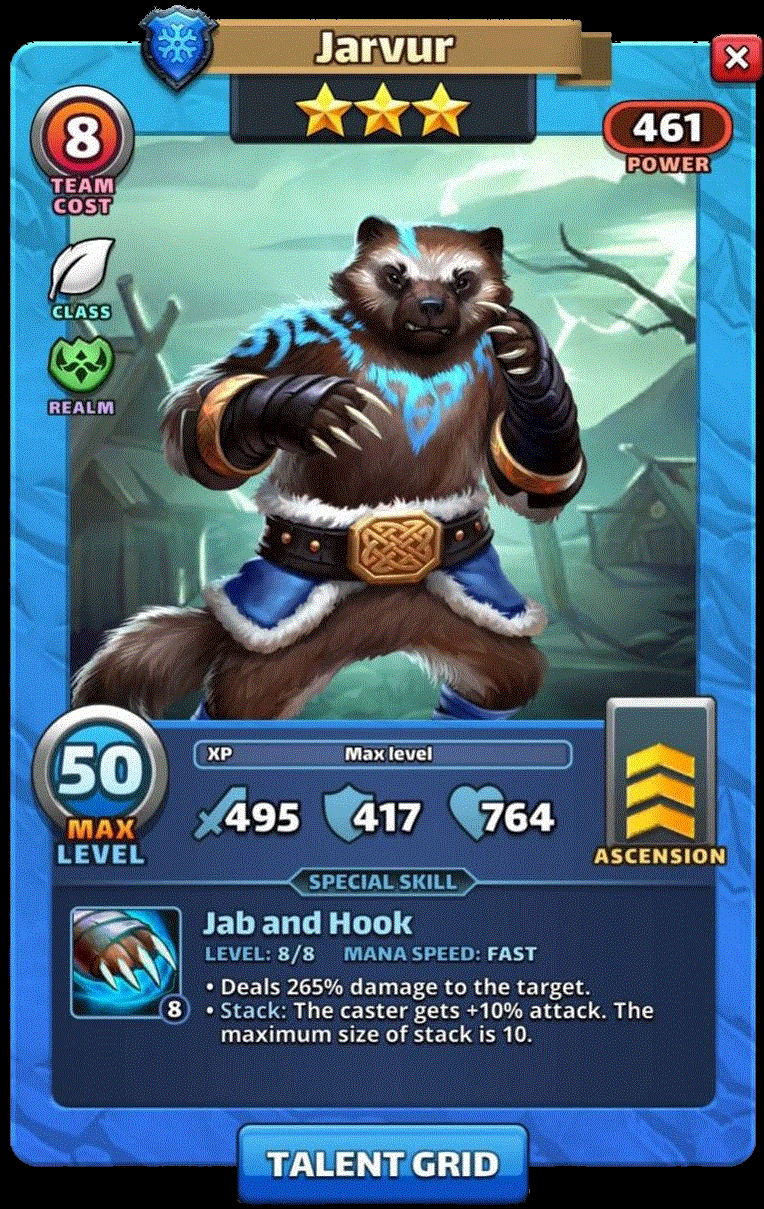 Jarvur
8
TEAM
COST
461
POWER
CLASS
REALM
50
MAX
LEVEL
XP Max level
495 417 764
ASCENSION
SPECIAL SKILL
Jab and Hook
LEVEL: 8/8 MANA SPEED: FAST
8
• Deals 265% damage to the target.
• Stack: The caster gets +10% attack. The
maximum size of stack is 10.
TALENT GRID